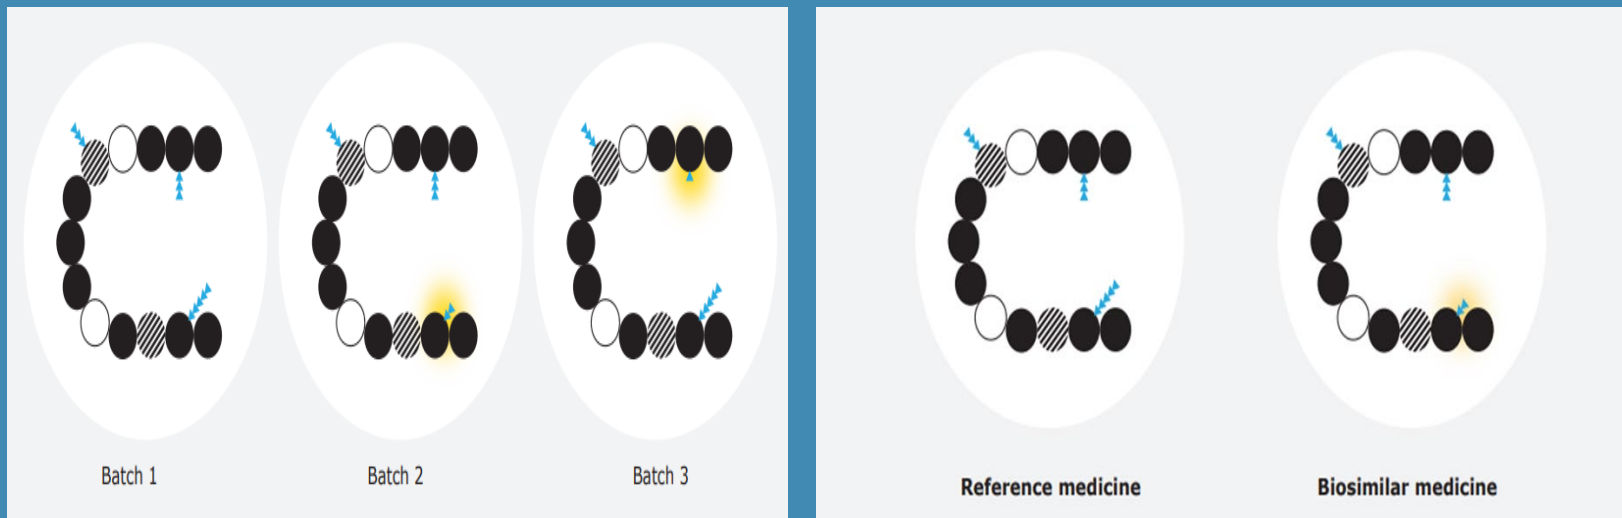 Batch 1
Batch 2
Batch 3
Reference medicine
Biosimilar medicine